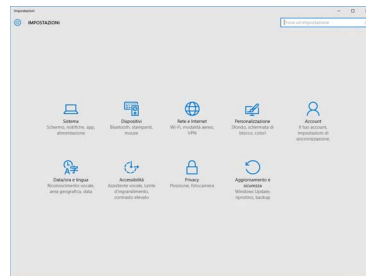 Impostazioni
IMPOSTAZIONI
Trova un'impostazione
Sistema
Schermo, notifiche, app,
alimentazione
Dispositivi
Bluetooth, stampanti,
mouse
Rete e Internet
Wi-Fi, modalità aereo,
VPN
Personalizzazione
Sfondo, schermata di
blocco, colori
Account
Il tuo account,
impostazioni di
sincronizzazione,
Data/ora e lingua
Riconoscimento vocale,
area geografica, data
Accessibilità
Assistente vocale, Lente
d'ingrandimento,
contrasto elevato
Privacy
Posizione, fotocamera
Aggiornamento e
sicurezza
Windows Update,
ripristino, backup